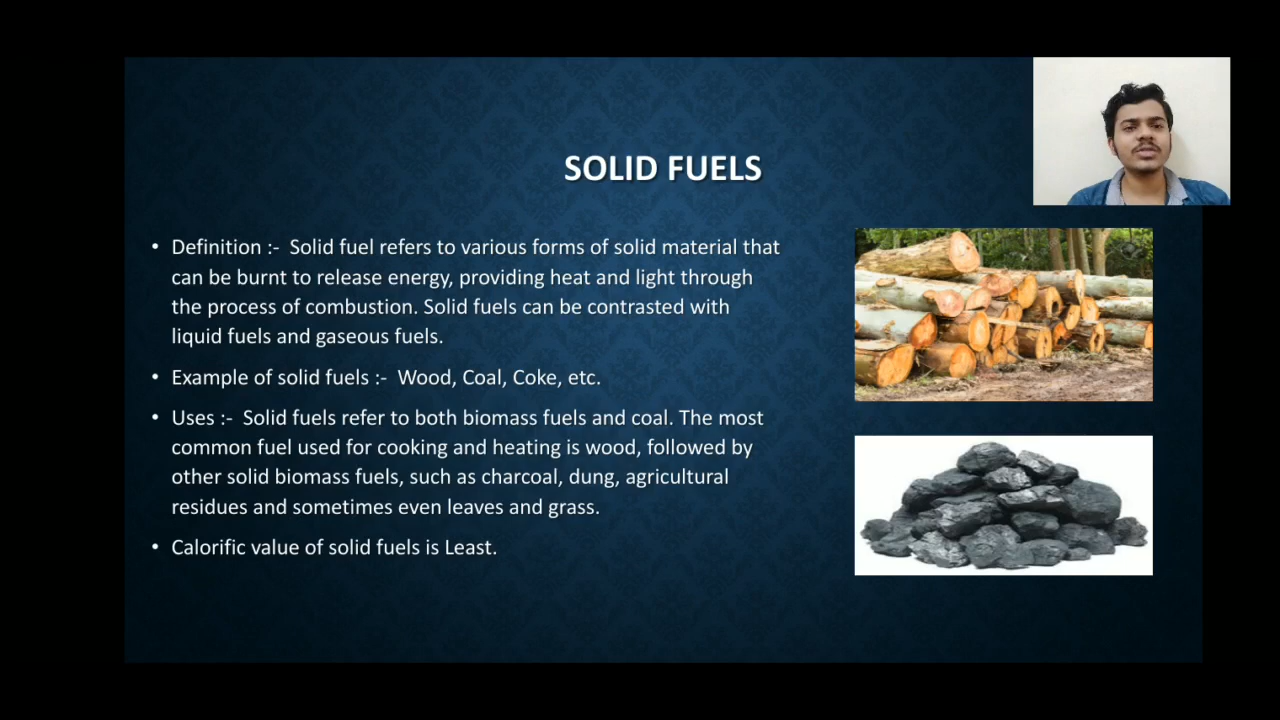 SOLID FUELS
• Definition :- Solid fuel refers to various forms of solid material that
can be burnt to release energy, providing heat and light through
the process of combustion. Solid fuels can be contrasted with
liquid fuels and gaseous fuels.
• Example of solid fuels :- Wood, Coal, Coke, etc.
• Uses :- Solid fuels refer to both biomass fuels and coal. The most
common fuel used for cooking and heating is wood, followed by
other solid biomass fuels, such as charcoal, dung, agricultural
residues and sometimes even leaves and grass.
• Calorific value of solid fuels is Least.